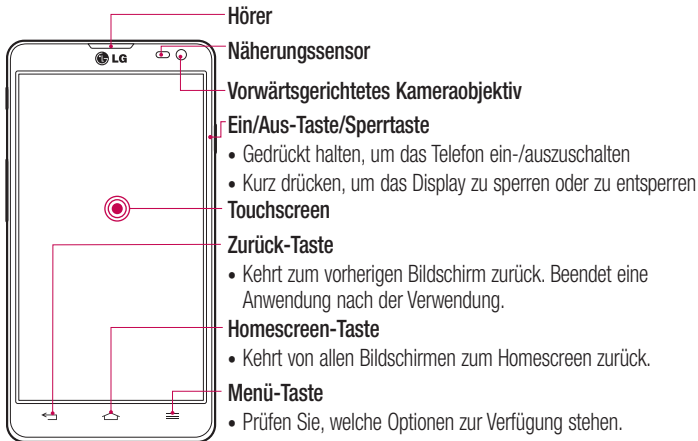 Hörer
LG
Näherungssensor
Vorwärtsgerichtetes Kameraobjektiv
Ein/Aus-Taste/Sperrtaste
• Gedrückt halten, um das Telefon ein-/auszuschalten
• Kurz drücken, um das Display zu sperren oder zu entsperren
Touchscreen
Zurück-Taste
• Kehrt zum vorherigen Bildschirm zurück. Beendet eine
Anwendung nach der Verwendung.
Homescreen-Taste
• Kehrt von allen Bildschirmen zum Homescreen zurück.
Menü-Taste
• Prüfen Sie, welche Optionen zur Verfügung stehen.